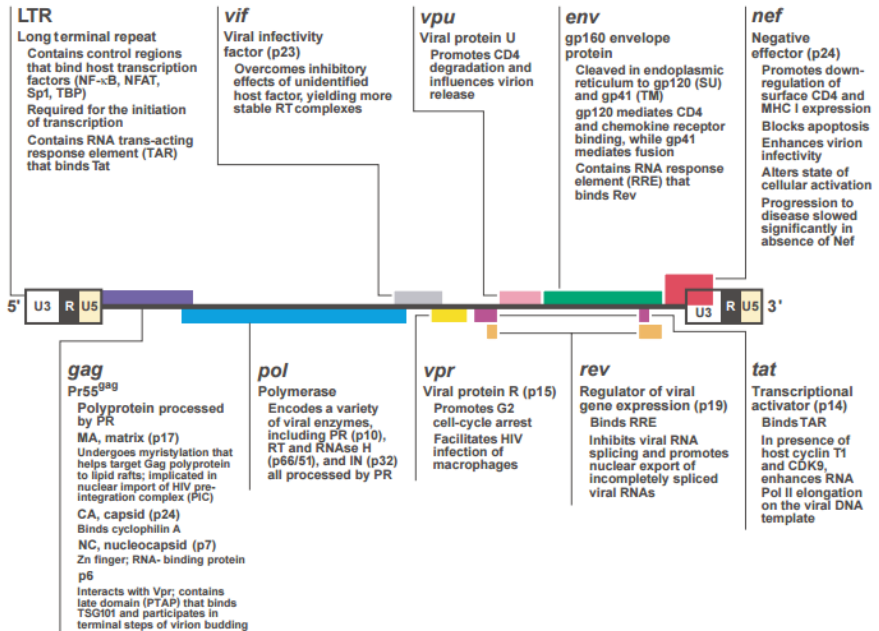 LTR
Long terminal repeat
Contains control regions
that bind host transcription
factors (NF-κB, NFAT,
Sp1, TBP)
Required for the initiation
of transcription
Contains RNA trans-acting
response element (TAR)
that binds Tat
vif
Viral infectivity
factor (p23)
Overcomes inhibitory
effects of unidentified
host factor, yielding more
stable RT complexes
vpu
Viral protein U
Promotes CD4
degradation and
influences virion
release
env
gp160 envelope
protein
Cleaved in endoplasmic
reticulum to gp120 (SU)
and gp41 (TM)
gp120 mediates CD4
and chemokine receptor
binding, while gp41
mediates fusion
Contains RNA response
element (RRE) that
binds Rev
nef
Negative
effector (p24)
Promotes down-
regulation of
surface CD4 and
MHC I expression
Blocks apoptosis
Enhances virion
infectivity
Alters state of
cellular activation
Progression to
disease slowed
significantly in
absence of Nef
5' U3 R U5
U3 R U5 3'
gag
Pr55gag
Polyprotein processed
by PR
MA, matrix (p17)
Undergoes myristylation that
helps target Gag polyprotein
to lipid rafts; implicated in
nuclear import of HIV pre-
integration complex (PIC)
CA, capsid (p24)
Binds cyclophilin A
NC, nucleocapsid (p7)
Zn finger; RNA- binding protein
p6
Interacts with Vpr; contains
late domain (PTAP) that binds
TSG101 and participates in
terminal steps of virion budding
pol
Polymerase
Encodes a variety
of viral enzymes,
including PR (p10),
RT and RNAse H
(p66/51), and IN (p32)
all processed by PR
vpr
Viral protein R (p15)
Promotes G2
cell-cycle arrest
Facilitates HIV
infection of
macrophages
rev
Regulator of viral
gene expression (p19)
Binds RRE
Inhibits viral RNA
splicing and promotes
nuclear export of
incompletely spliced
viral RNAs
tat
Transcriptional
activator (p14)
Binds TAR
In presence of
host cyclin T1
and CDK9,
enhances RNA
Pol II elongation
on the viral DNA
template